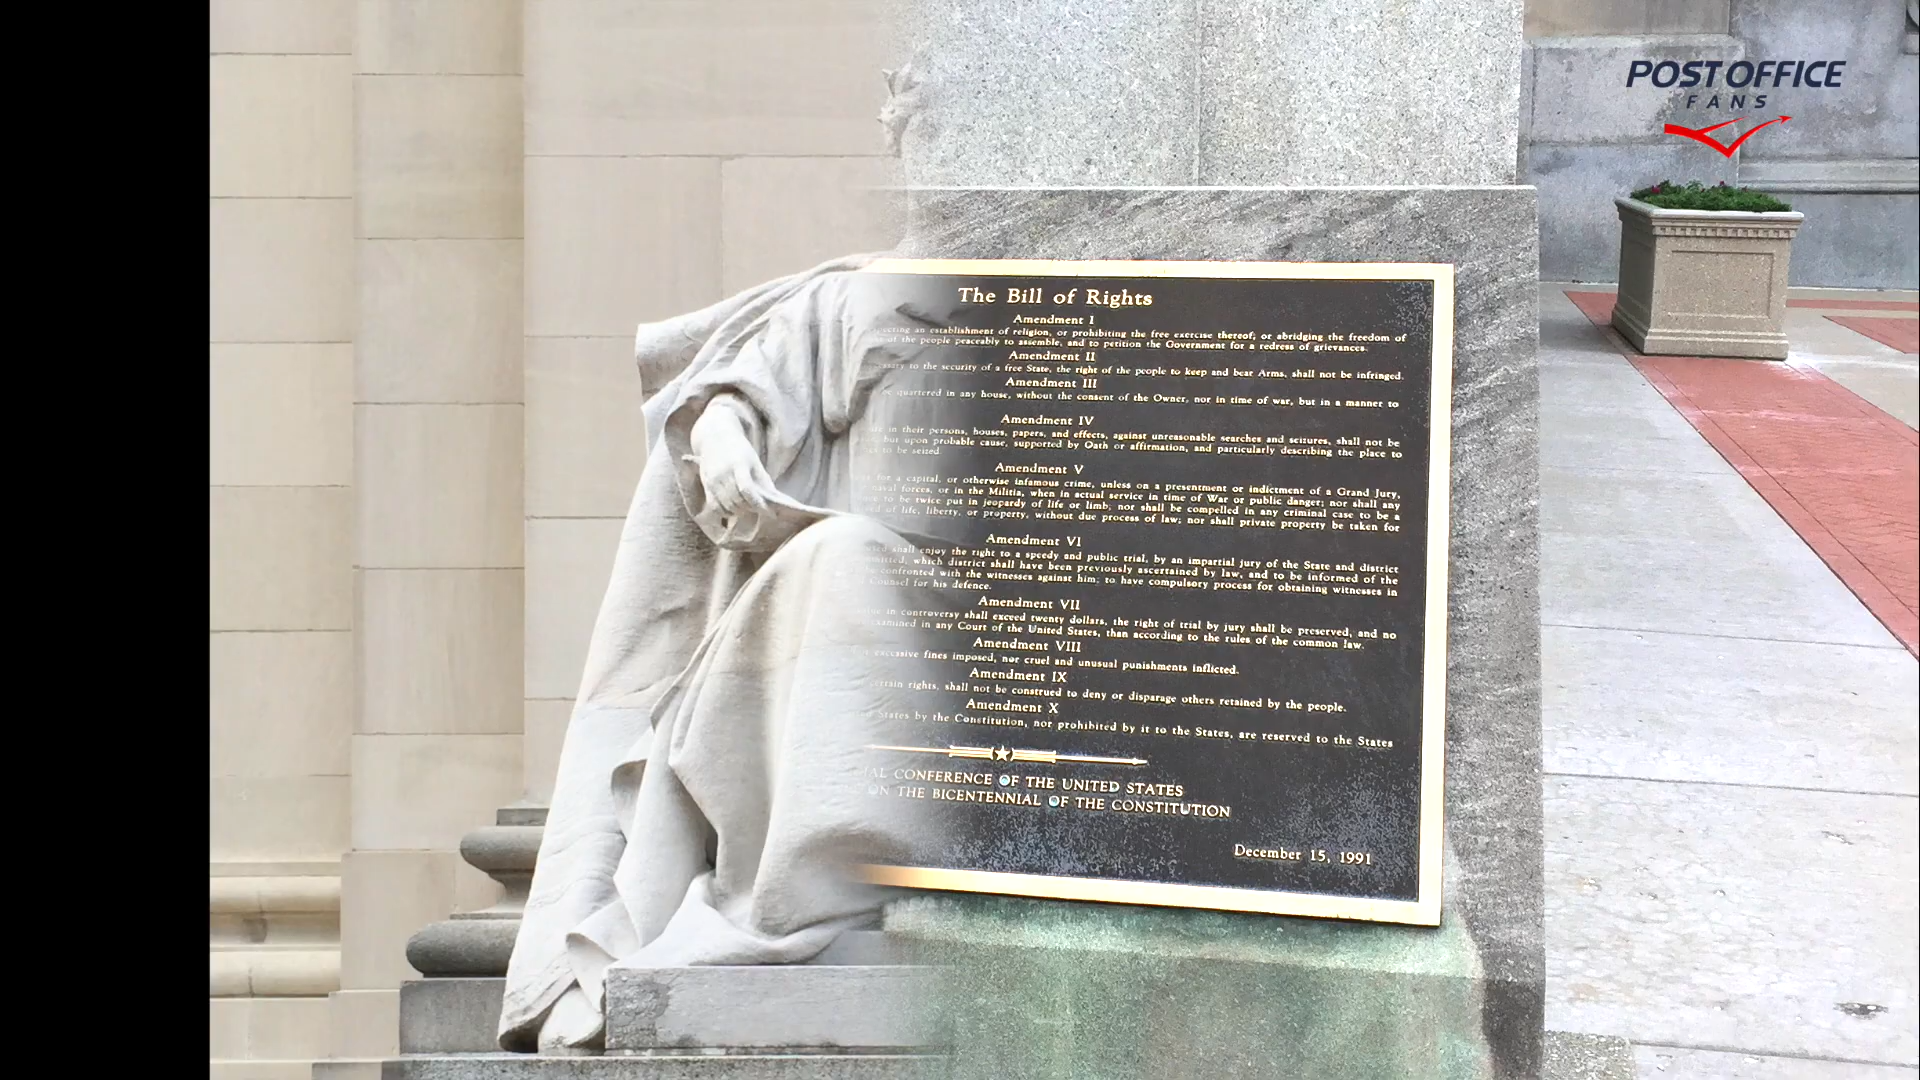 POST OFFICE
FANS
The Bill of Rights
Amendment I
an establishment of religion, or prohibiting the free exercise thereof; or abridging the freedom of
of the people peaceably to assemble, and to petition the Government for a redress of grievances.
Amendment II
to the security of a free State, the right of the people to keep and bear Arms, shall not be infringed.
Amendment III
be quartered in any house, without the consent of the Owner, nor in time of war, but in a manner to
Amendment IV
in their persons, houses, papers, and effects, against unreasonable searches and seizures, shall not be
but upon probable cause, supported by Oath or affirmation, and particularly describing the place to
to be seized.
Amendment V
for a capital, or otherwise infamous crime, unless on a presentment or indictment of a Grand Jury,
naval forces, or in the Militia, when in actual service in time of War or public danger; nor shall any
to be twice put in jeopardy of life or limb; nor shall be compelled in any criminal case to be a
of life, liberty, or property, without due process of law; nor shall private property be taken for
Amendment VI
shall enjoy the right to a speedy and public trial, by an impartial jury of the State and district
which district shall have been previously ascertained by law, and to be informed of the
confronted with the witnesses against him; to have compulsory process for obtaining witnesses in
Counsel for his defence.
Amendment VII
in controversy shall exceed twenty dollars, the right of trial by jury shall be preserved, and no
examined in any Court of the United States, than according to the rules of the common law.
Amendment VIII
excessive fines imposed, nor cruel and unusual punishments inflicted.
Amendment IX
certain rights, shall not be construed to deny or disparage others retained by the people.
Amendment X
States by the Constitution, nor prohibited by it to the States, are reserved to the States
CONFERENCE OF THE UNITED STATES
ON THE BICENTENNIAL OF THE CONSTITUTION
December 15, 1991